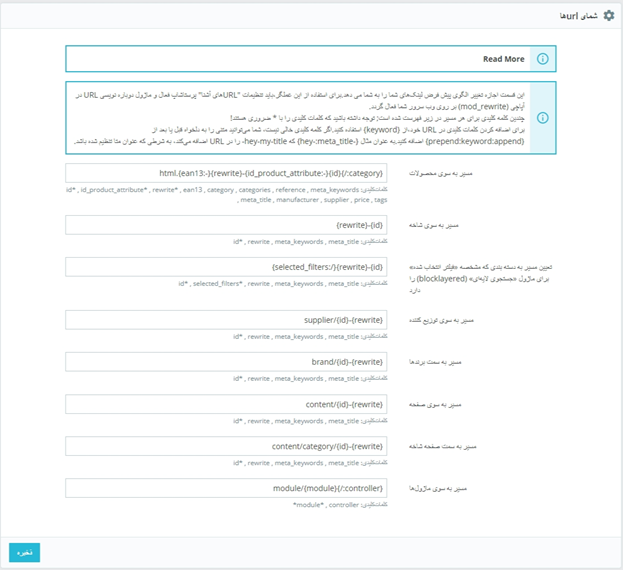 شمای urlها
Read More
این قسمت اجازه تغییر الگوی پیش فرض لینک‌های شما را به شما می دهد.برای استفاده از این عملگر،باید تنظیمات "URLهای آشنا" پرستاشاپ فعال و ماژول دوباره نویسی URL در
آپاچی (mod_rewrite) بر روی وب سرور شما فعال گردد.
چندین کلمه کلیدی برای هر مسیر در زیر فهرست شده است؛ توجه داشته باشید که کلمات کلیدی را با * ضروری هستند!
برای اضافه کردن کلمات کلیدی در URL خود،از {keyword} استفاده کنید.اگر کلمه کلیدی خالی نیست، شما می‌توانید متنی را به دلخواه قبل یا بعد از
{prepend:keyword:append} اضافه کنید.به عنوان مثال {-hey-:meta_title} که hey-my-title-، را در URL اضافه می‌کند، به شرطی که عنوان متا تنظیم شده باشد.
مسیر به سوی محصولات
html.{ean13:-}{rewrite}-{id_product_attribute:-}{id}{/:category}
کلمات‌کلیدی: id* , id_product_attribute* , rewrite* , ean13 , category , categories , reference , meta_keywords
, meta_title , manufacturer , supplier , price , tags
مسیر به سوی شاخه
{rewrite}-{id}
کلمات‌کلیدی: id* , rewrite , meta_keywords , meta_title
تعیین مسیر به دسته بندی که مشخصه «فیلتر انتخاب شده»
برای ماژول «جستجوی لایه‌ای» (blocklayered) را
دارد
{selected_filters:/}{rewrite}-{id}
کلمات‌کلیدی: id* , selected_filters* , rewrite , meta_keywords , meta_title
مسیر به سوی توزیع کننده
supplier/{id}-{rewrite}
کلمات‌کلیدی: id* , rewrite , meta_keywords , meta_title
مسیر به سمت برندها
brand/{id}-{rewrite}
کلمات‌کلیدی: id* , rewrite , meta_keywords , meta_title
مسیر به سوی صفحه
content/{id}-{rewrite}
کلمات‌کلیدی: id* , rewrite , meta_keywords , meta_title
مسیر به سمت صفحه شاخه
content/category/{id}-{rewrite}
کلمات‌کلیدی: id* , rewrite , meta_keywords , meta_title
مسیر به سوی ماژول‌ها
module/{module}{/:controller}
کلمات‌کلیدی: module* , controller*
ذخیره